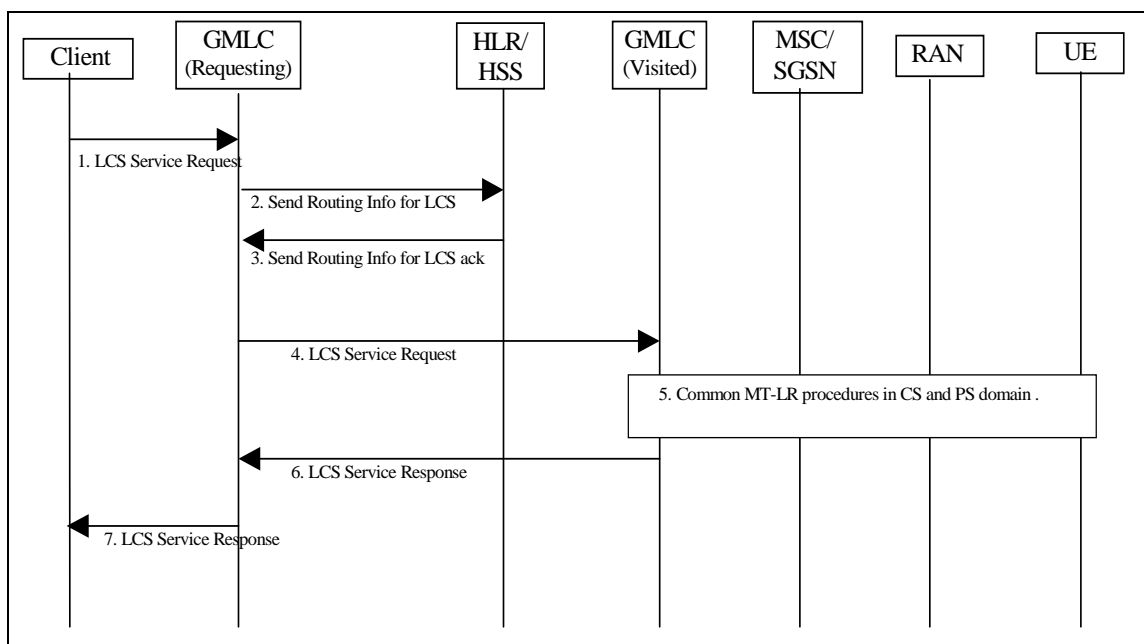 Client
GMLC
(Requesting)
HLR/
HSS
GMLC
(Visited)
MSC/
SGSN
RAN
UE
1. LCS Service Request
2. Send Routing Info for LCS
3. Send Routing Info for LCS ack
4. LCS Service Request
5. Common MT-LR procedures in CS and PS domain .
6. LCS Service Response
7. LCS Service Response